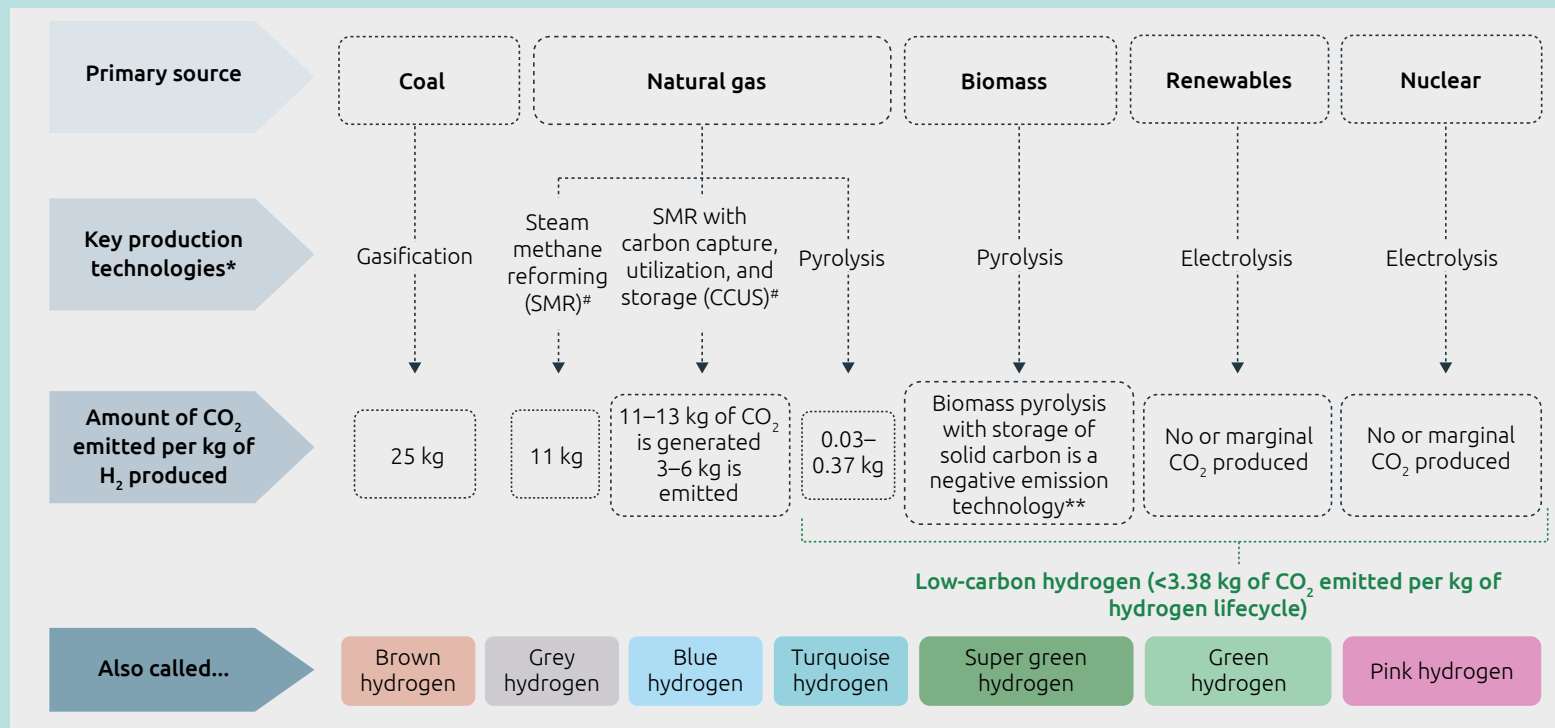 Primary source
Coal
Natural gas
Biomass
Renewables
Nuclear
Key production
technologies*
Gasification
Steam
methane
reforming
(SMR)#
SMR with
carbon capture,
utilization, and
storage (CCUS)#
Pyrolysis
Pyrolysis
Electrolysis
Electrolysis
Amount of CO₂
emitted per kg of
H₂ produced
25 kg
11 kg
11–13 kg of CO₂
is generated
3–6 kg is
emitted
0.03–
0.37 kg
Biomass pyrolysis
with storage of
solid carbon is a
negative emission
technology**
No or marginal
CO₂ produced
No or marginal
CO₂ produced
Low-carbon hydrogen (<3.38 kg of CO₂ emitted per kg of
hydrogen lifecycle)
Also called...
Brown
hydrogen
Grey
hydrogen
Blue
hydrogen
Turquoise
hydrogen
Super green
hydrogen
Green
hydrogen
Pink hydrogen